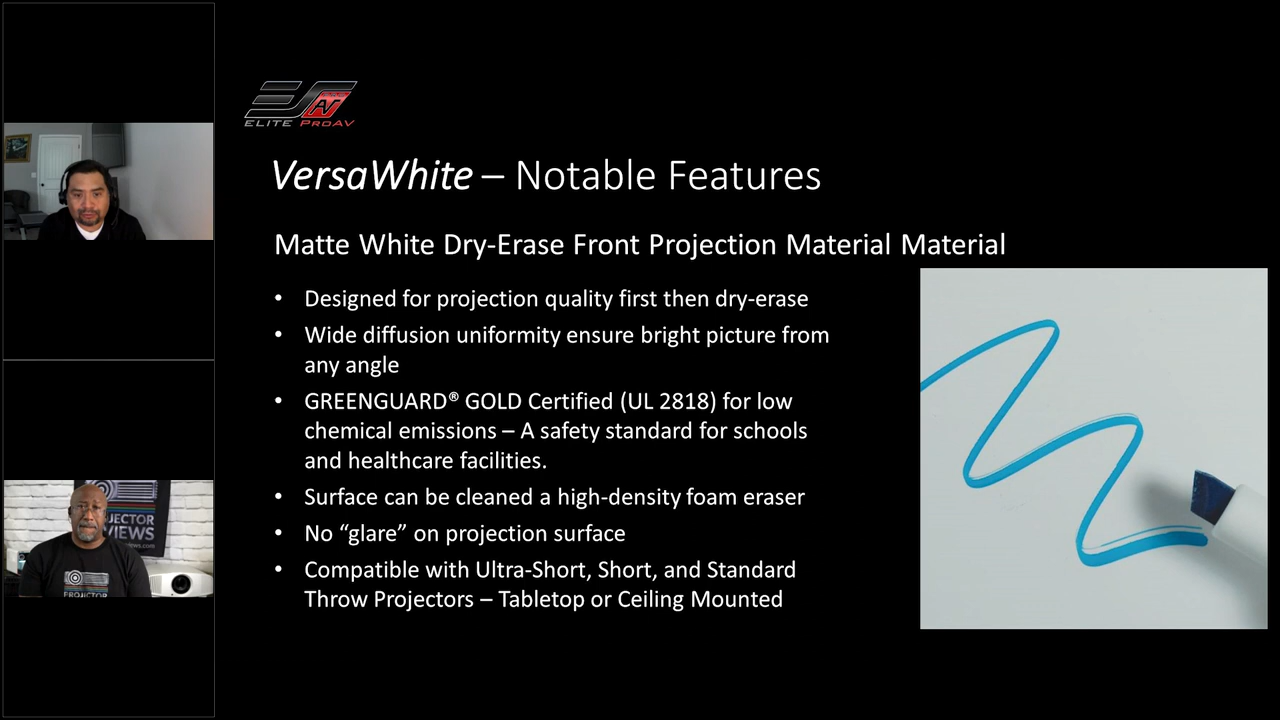 ELITE PROAV
VersaWhite – Notable Features
Matte White Dry-Erase Front Projection Material Material
• Designed for projection quality first then dry-erase
• Wide diffusion uniformity ensure bright picture from
any angle
• GREENGUARD® GOLD Certified (UL 2818) for low
chemical emissions – A safety standard for schools
and healthcare facilities.
• Surface can be cleaned a high-density foam eraser
• No “glare” on projection surface
• Compatible with Ultra-Short, Short, and Standard
Throw Projectors – Tabletop or Ceiling Mounted
JECTOR
VIEWS
PROJECTOR